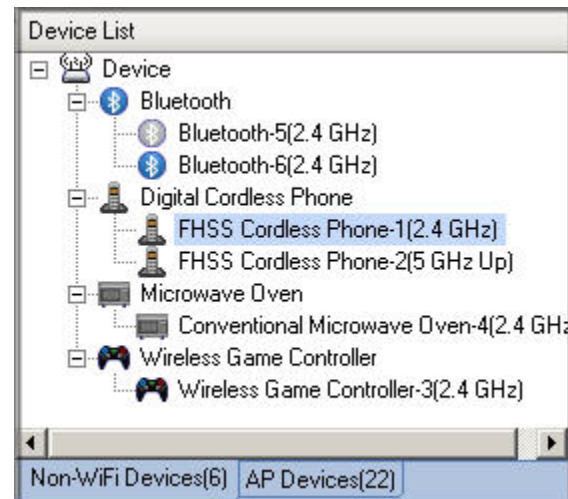 Device List
Device
Bluetooth
Bluetooth-5(2.4 GHz)
Bluetooth-6(2.4 GHz)
Digital Cordless Phone
FHSS Cordless Phone-1(2.4 GHz)
FHSS Cordless Phone-2(5 GHz Up)
Microwave Oven
Conventional Microwave Oven-4(2.4 GHz
Wireless Game Controller
Wireless Game Controller-3(2.4 GHz)
Non-WiFi Devices(6) AP Devices(22)